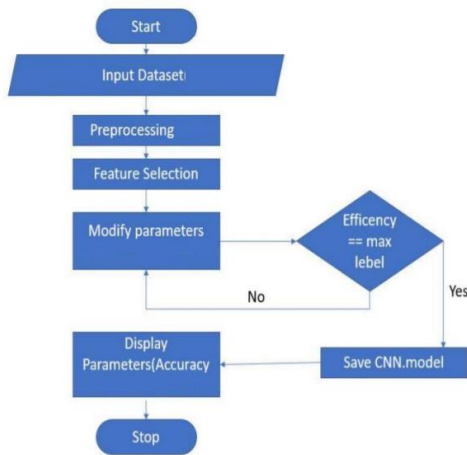 Start
Input Dataset
Preprocessing
Feature Selection
Modify parameters
Efficency
== max
lebel
Yes
No
Display
Parameters(Accuracy
Save CNN.model
Stop